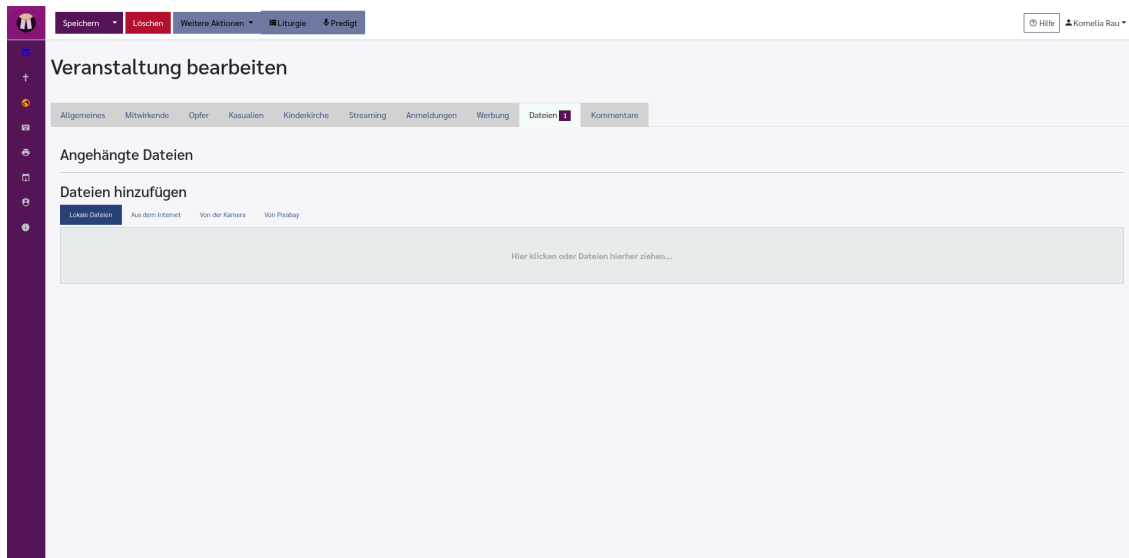 Speichern Löschen Weitere Aktionen Liturgie Predigt Hilfe Kornelia Rau
Veranstaltung bearbeiten
Allgemeines Mitwirkende Opfer Kasualien Kinderkirche Streaming Anmeldungen Werbung Dateien 1 Kommentare
Angehängte Dateien
Dateien hinzufügen
Lokale Dateien Aus dem Internet Von der Kamera Von Pixabay
Hier klicken oder Dateien hierher ziehen...